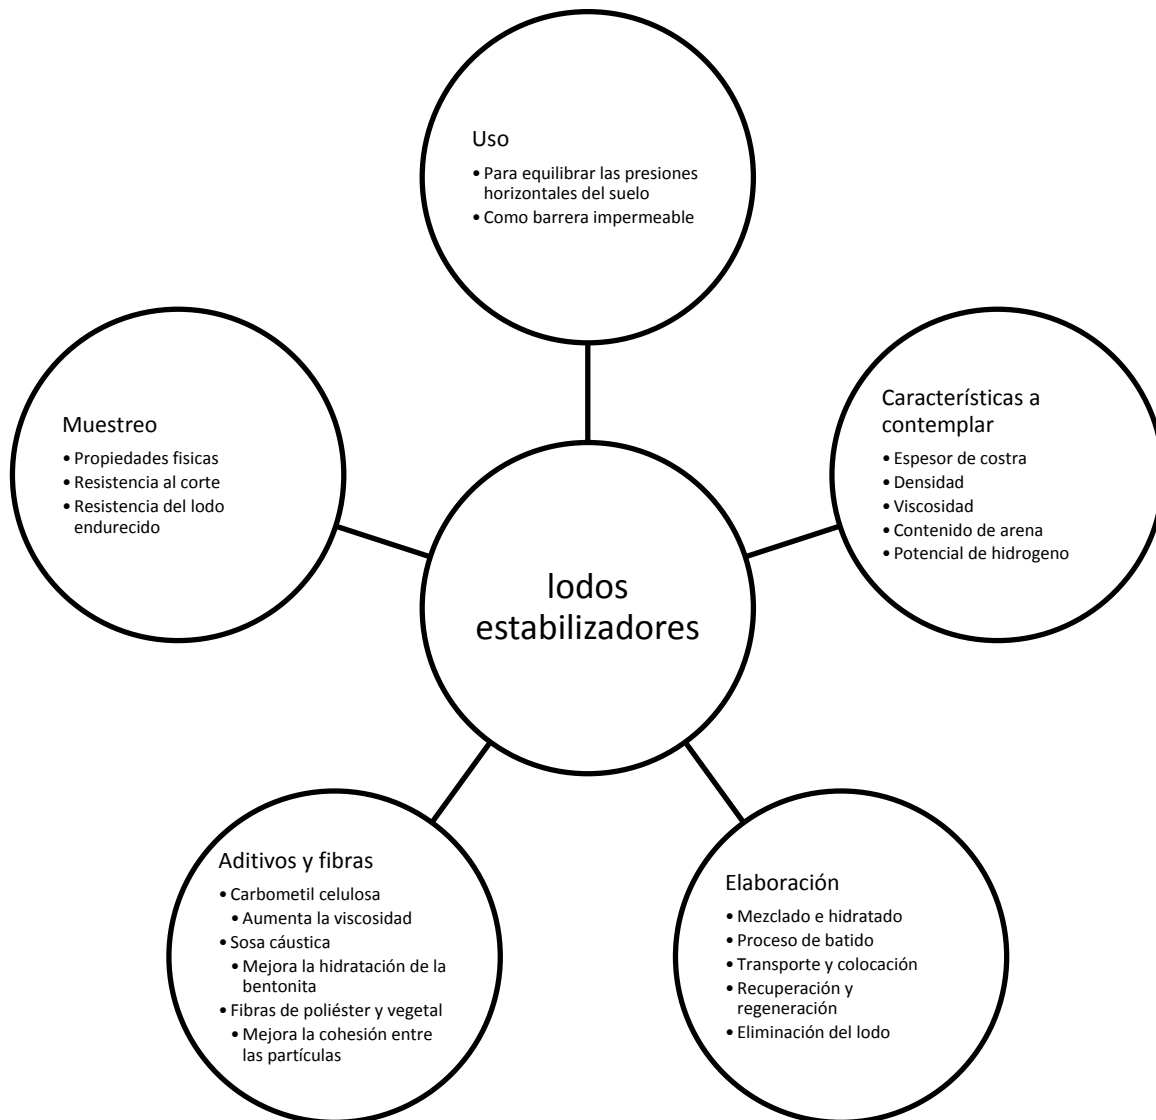 Uso
• Para equilibrar las presiones
horizontales del suelo
• Como barrera impermeable
Muestreo
• Propiedades fisicas
• Resistencia al corte
• Resistencia del lodo
endurecido
Características a
contemplar
• Espesor de costra
• Densidad
• Viscosidad
• Contenido de arena
• Potencial de hidrogeno
lodos
estabilizadores
Aditivos y fibras
• Carbometil celulosa
• Aumenta la viscosidad
• Sosa cáustica
• Mejora la hidratación de la
bentonita
• Fibras de poliéster y vegetal
• Mejora la cohesión entre
las partículas
Elaboración
• Mezclado e hidratado
• Proceso de batido
• Transporte y colocación
• Recuperación y
regeneración
• Eliminación del lodo